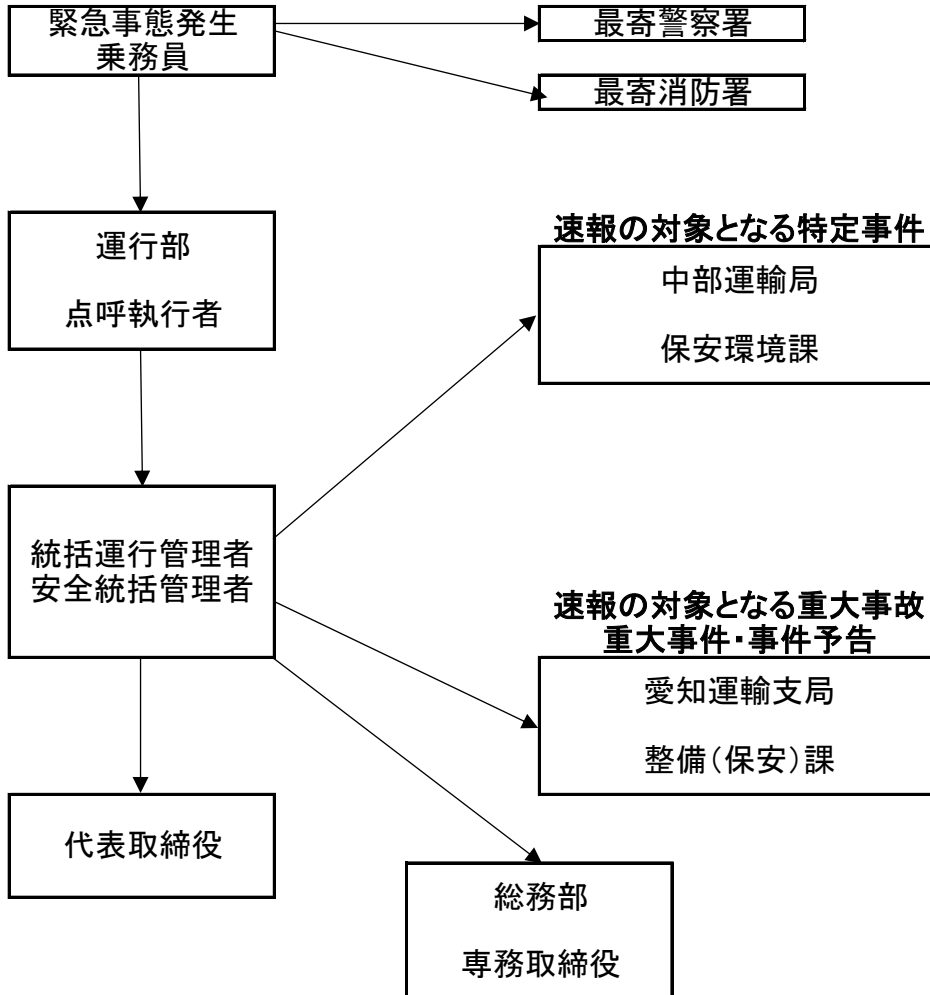 緊急事態発生
乗務員
最寄警察署
最寄消防署
運行部
点呼執行者
速報の対象となる特定事件
中部運輸局
保安環境課
統括運行管理者
安全統括管理者
速報の対象となる重大事故
重大事件・事件予告
愛知運輸支局
整備(保安)課
代表取締役
総務部
専務取締役